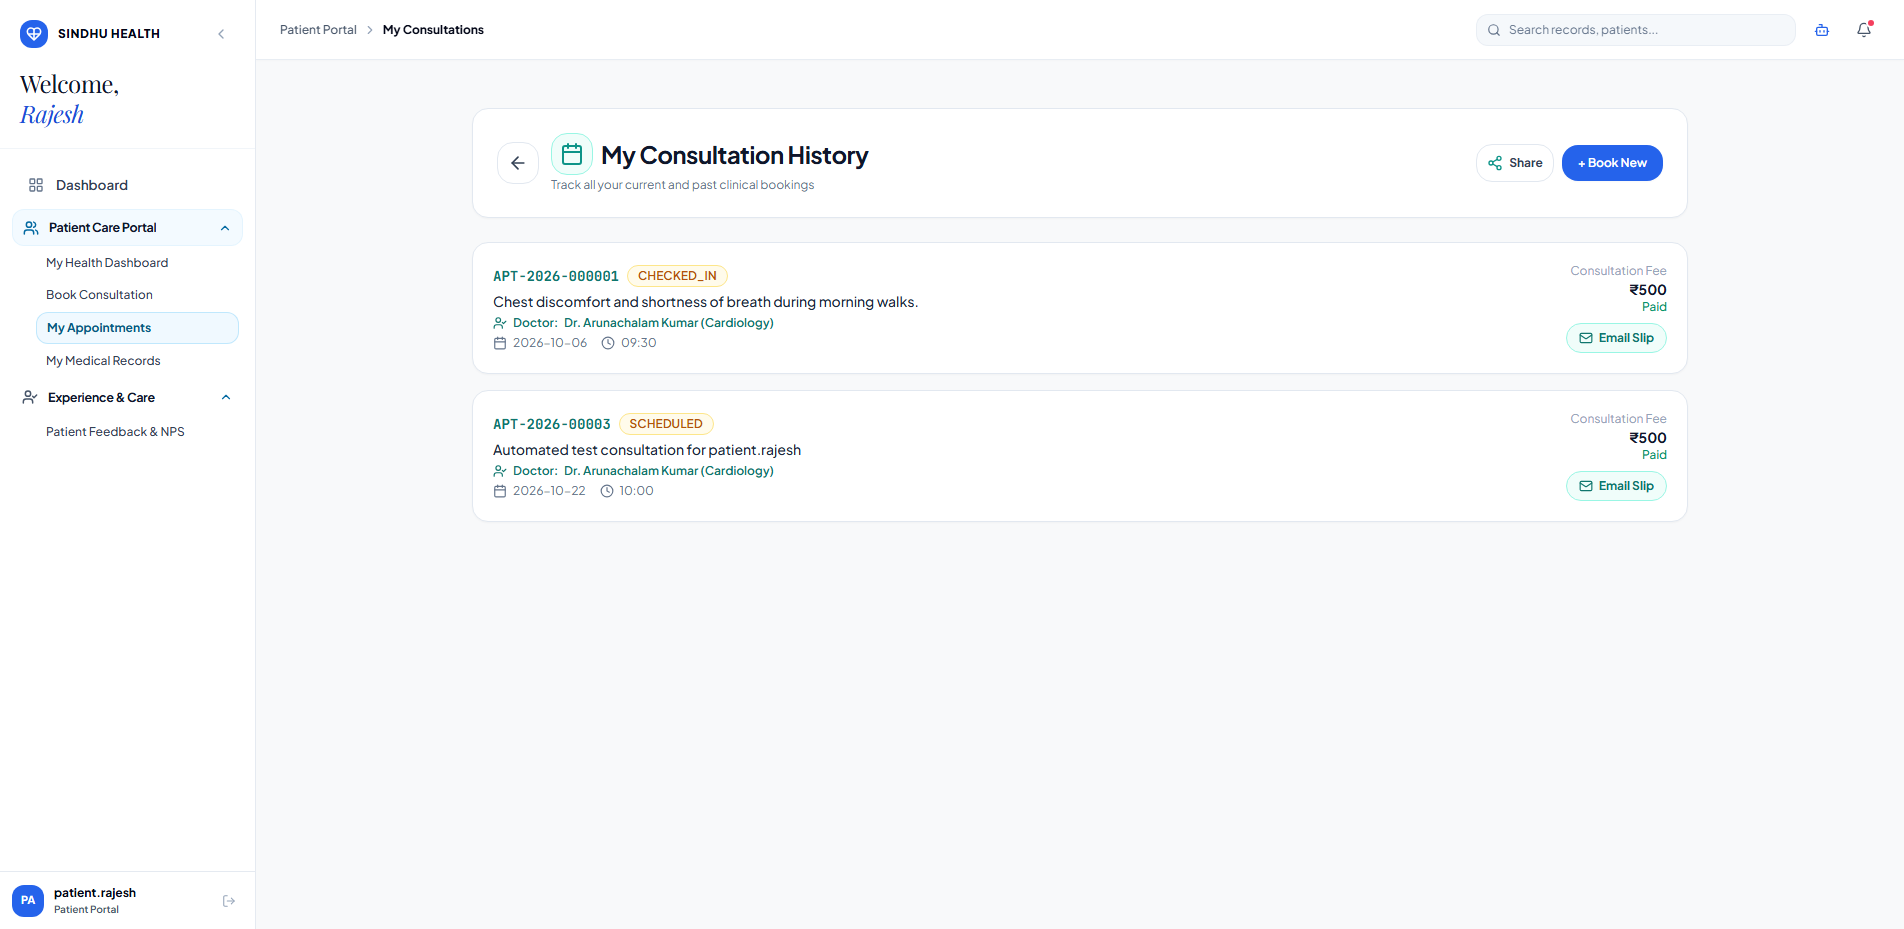 SINDHU HEALTH
Welcome,
Rajesh
Dashboard
Patient Care Portal
My Health Dashboard
Book Consultation
My Appointments
My Medical Records
Experience & Care
Patient Feedback & NPS
PA
patient.rajesh
Patient Portal
Patient Portal > My Consultations
Search records, patients...
My Consultation History
Track all your current and past clinical bookings
Share
+ Book New
APT-2026-000001 CHECKED_IN
Chest discomfort and shortness of breath during morning walks.
Doctor: Dr. Arunachalam Kumar (Cardiology)
2026-10-06 09:30
Consultation Fee
₹500
Paid
Email Slip
APT-2026-00003 SCHEDULED
Automated test consultation for patient.rajesh
Doctor: Dr. Arunachalam Kumar (Cardiology)
2026-10-22 10:00
Consultation Fee
₹500
Paid
Email Slip